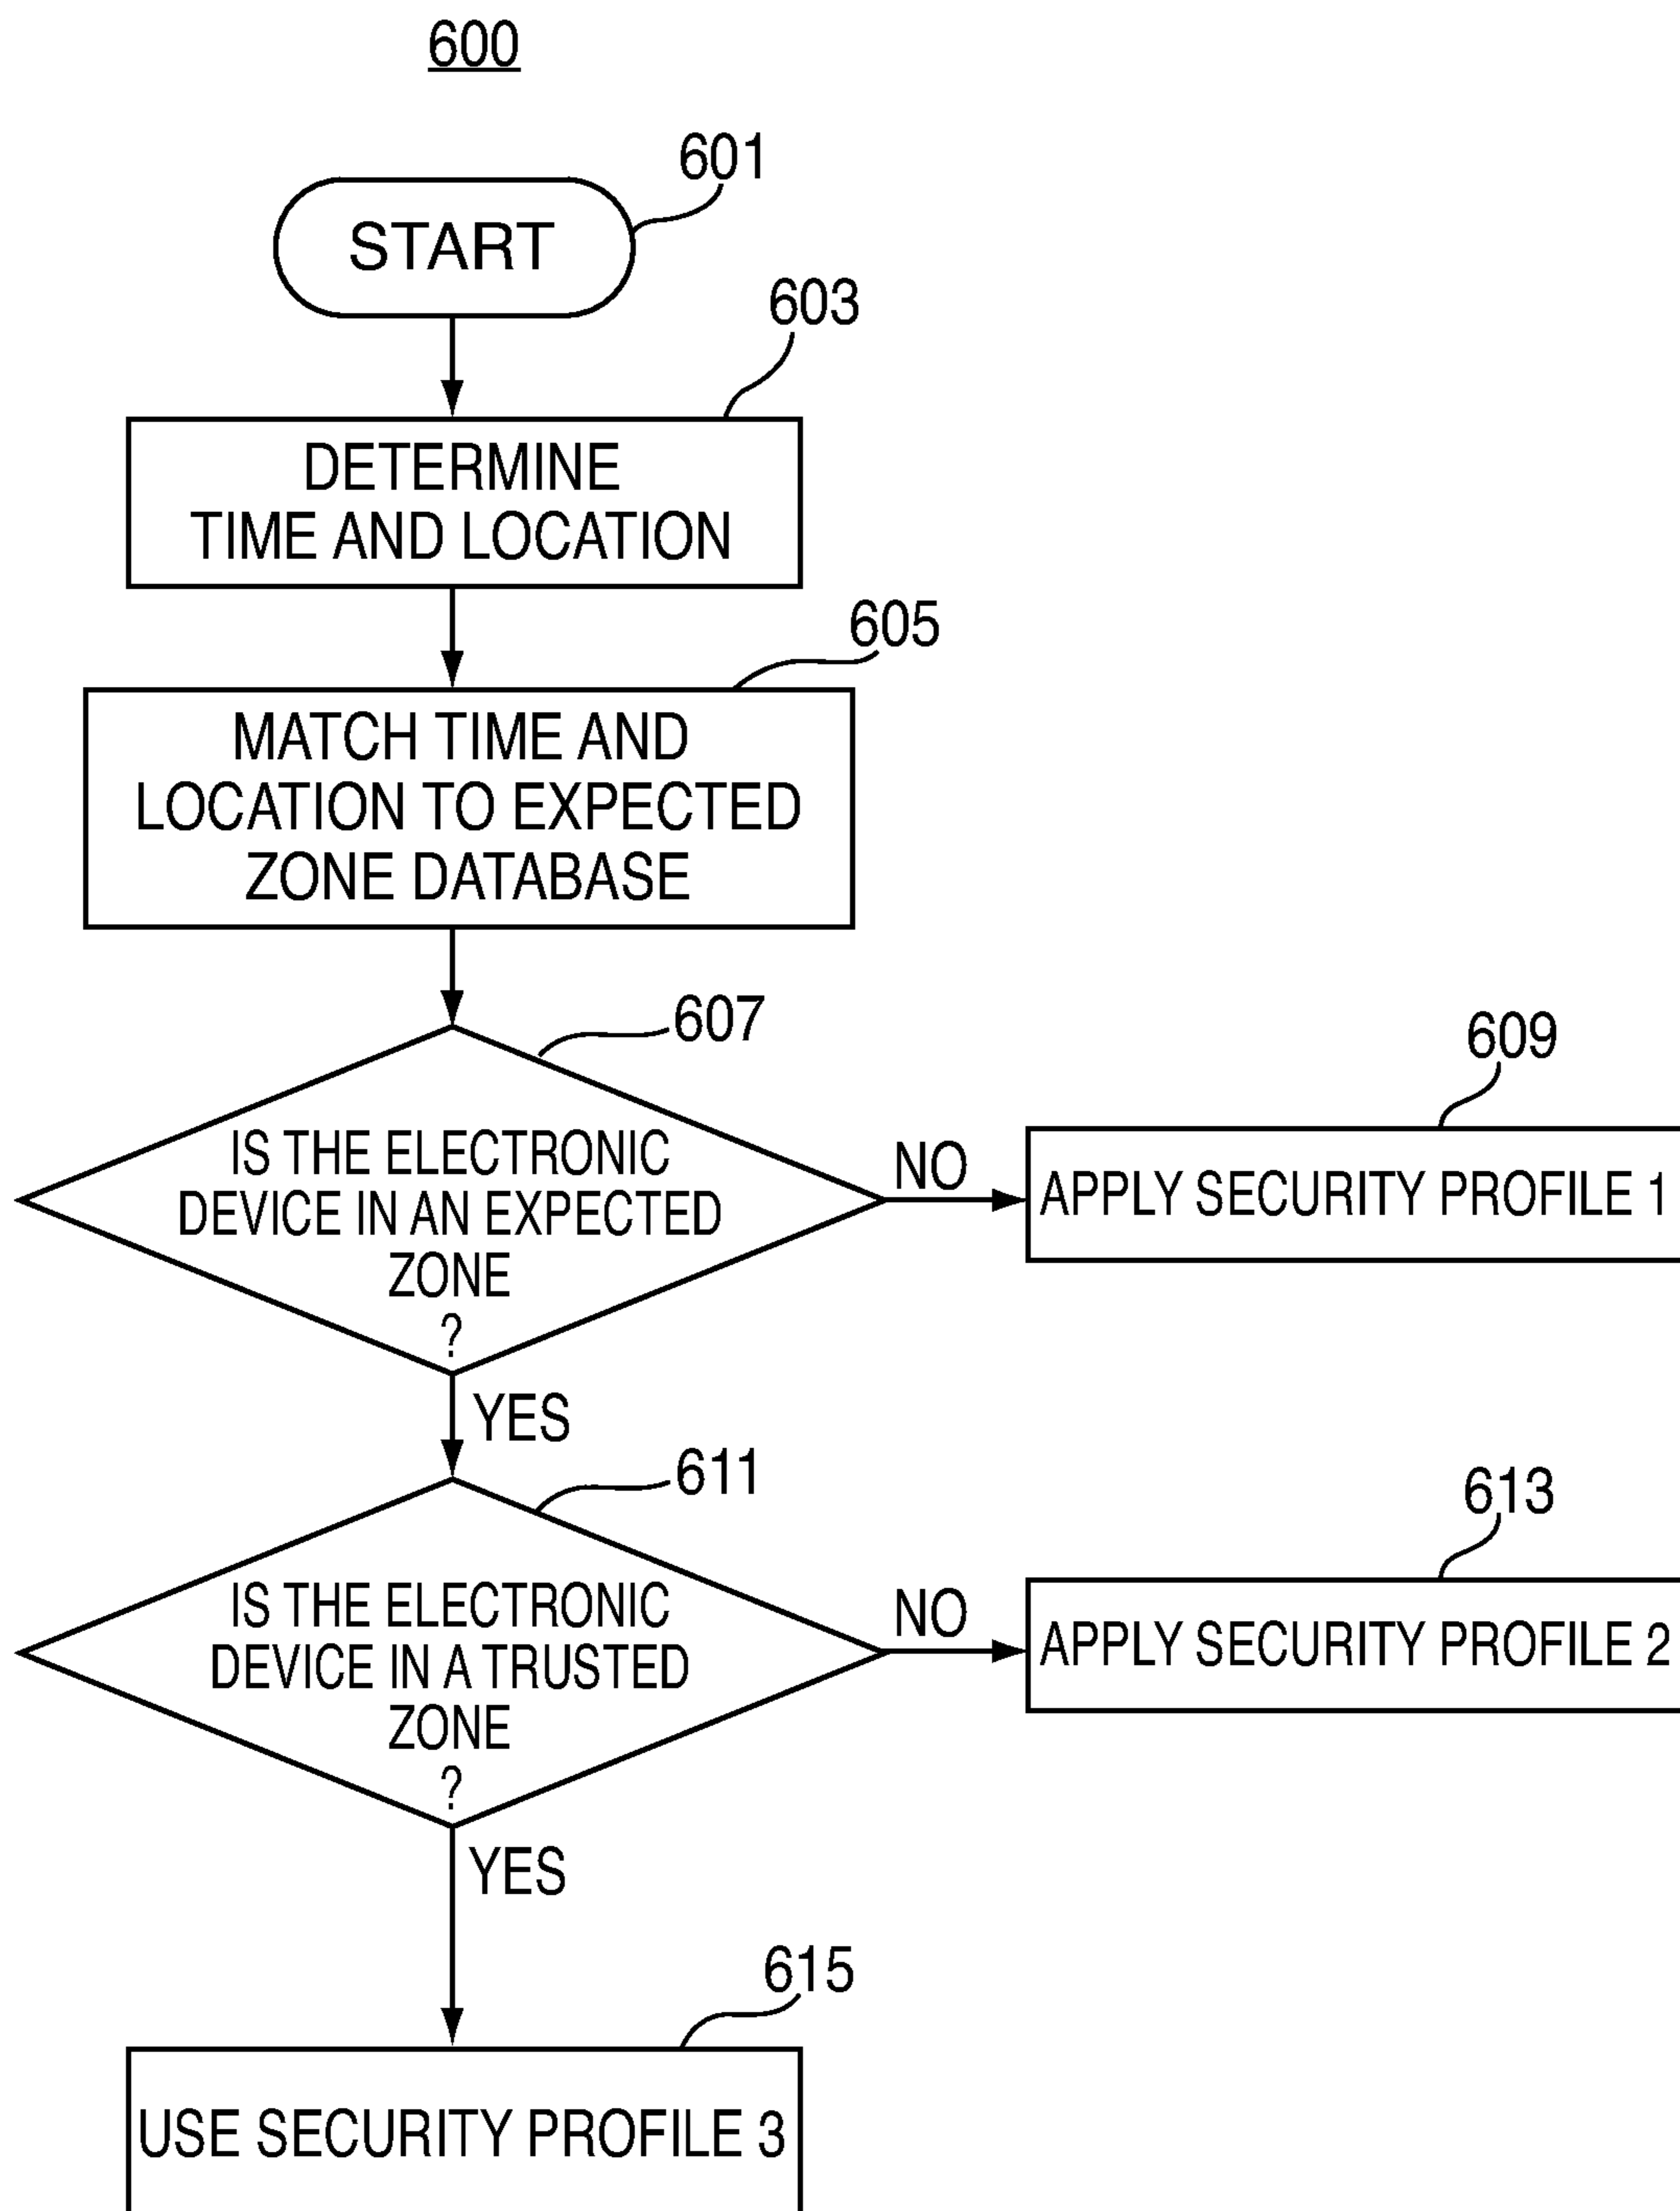 600
601
START
603
DETERMINE
TIME AND LOCATION
605
MATCH TIME AND
LOCATION TO EXPECTED
ZONE DATABASE
607
IS THE ELECTRONIC
DEVICE IN AN EXPECTED
ZONE
?
NO
609
APPLY SECURITY PROFILE 1
YES
611
IS THE ELECTRONIC
DEVICE IN A TRUSTED
ZONE
?
NO
613
APPLY SECURITY PROFILE 2
YES
615
USE SECURITY PROFILE 3